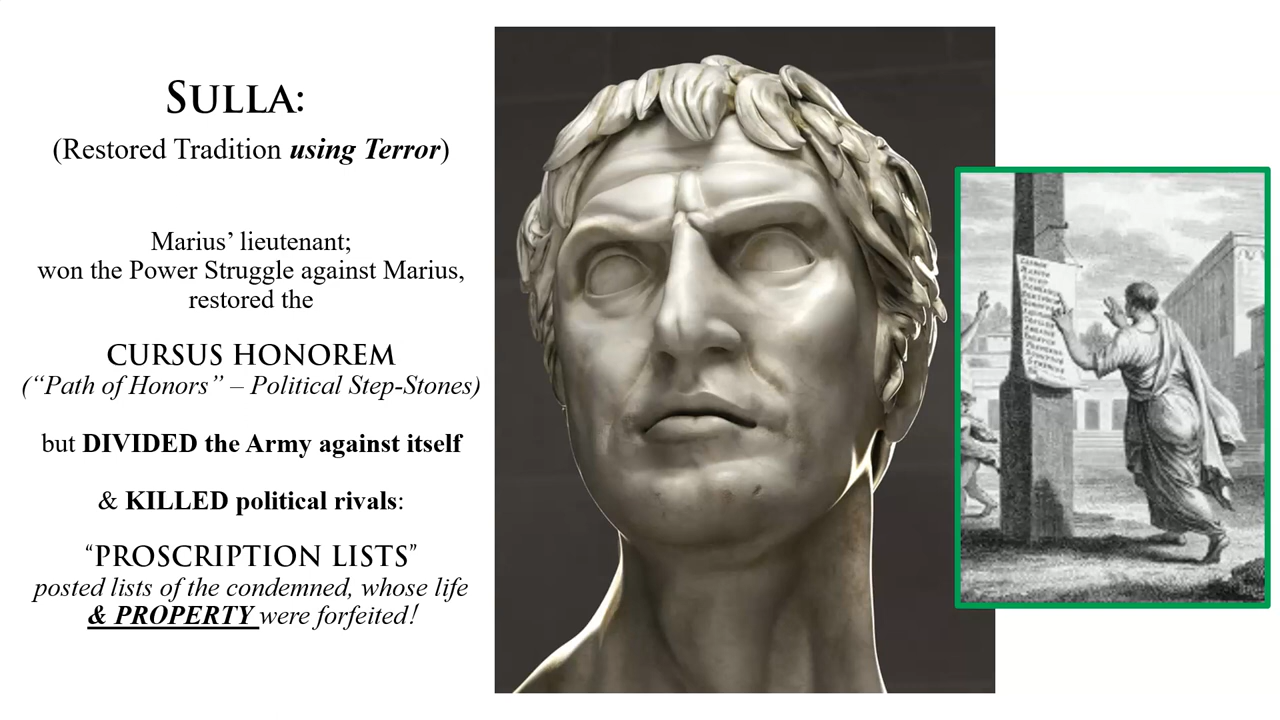 SULLA:
(Restored Tradition using Terror)
Marius’ lieutenant;
won the Power Struggle against Marius,
restored the
CURSUS HONOREM
(“Path of Honors” – Political Step-Stones)
but DIVIDED the Army against itself
& KILLED political rivals:
“PROSCRIPTION LISTS”
posted lists of the condemned, whose life
& PROPERTY were forfeited!